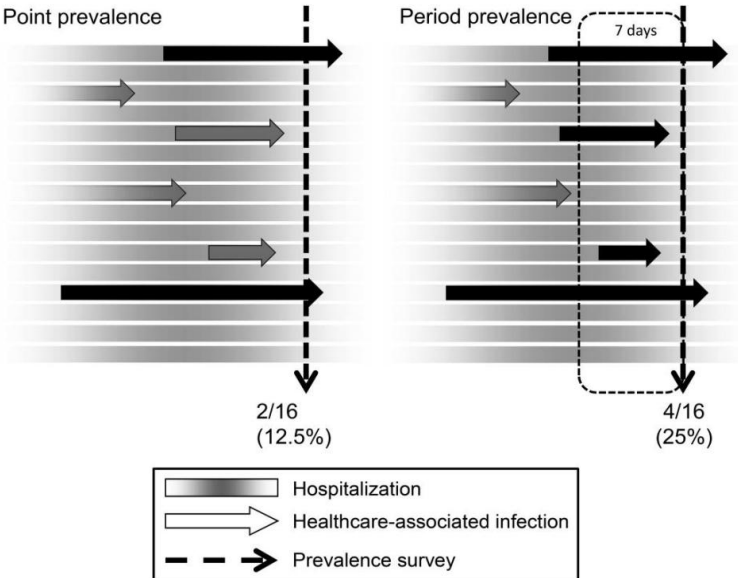 Point prevalence
Period prevalence
7 days
2/16
(12.5%)
4/16
(25%)
Hospitalization
Healthcare-associated infection
Prevalence survey